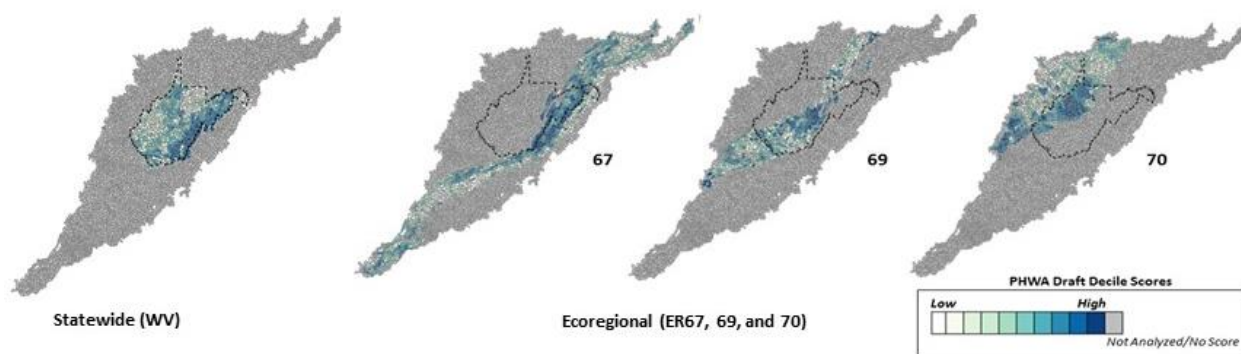 67
69
70
Statewide (WV)
Ecoregional (ER67, 69, and 70)
PHWA Draft Decile Scores
Low High
Not Analyzed/No Score